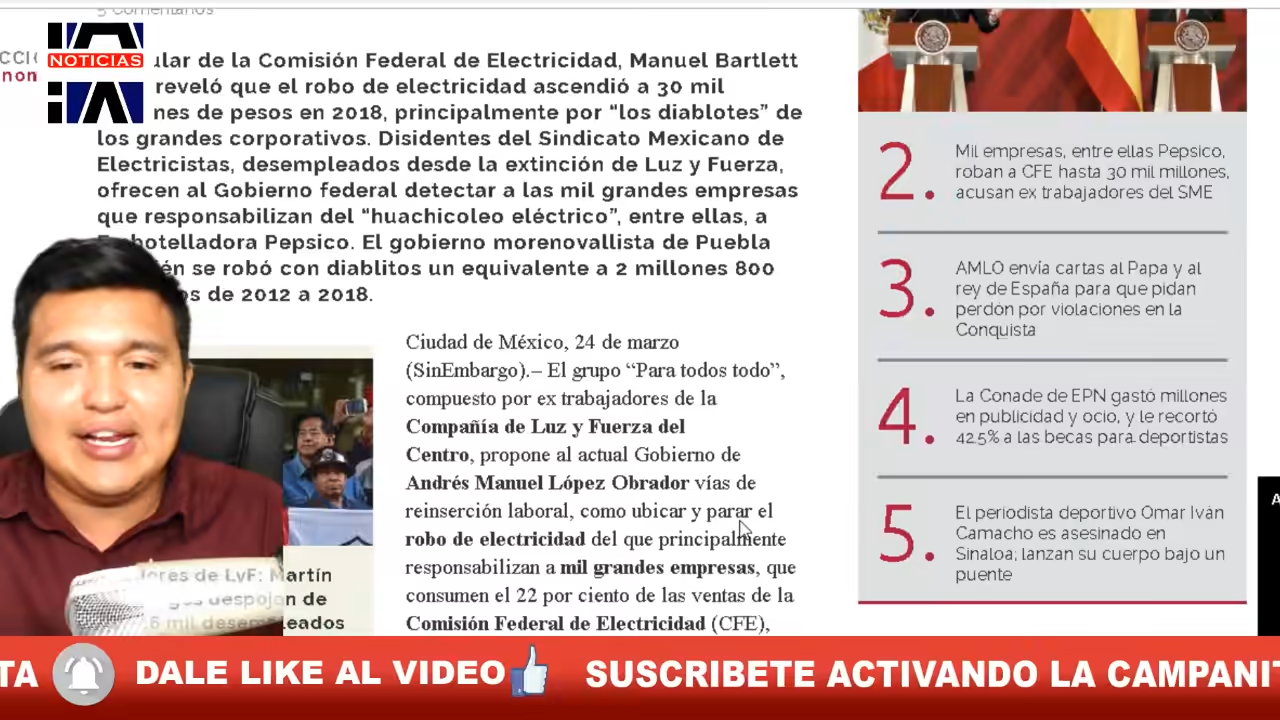 5 Comentarios
NOTICIAS
ular de la Comisión Federal de Electricidad, Manuel Bartlett
reveló que el robo de electricidad ascendió a 30 mil
nes de pesos en 2018, principalmente por “los diablotes” de
los grandes corporativos. Disidentes del Sindicato Mexicano de
Electricistas, desempleados desde la extinción de Luz y Fuerza,
ofrecen al Gobierno federal detectar a las mil grandes empresas
que responsabilizan del “huachicoleo eléctrico”, entre ellas, a
botelladora Pepsico. El gobierno morenovallista de Puebla
én se robó con diablitos un equivalente a 2 millones 800
os de 2012 a 2018.
Ciudad de México, 24 de marzo
(SinEmbargo).– El grupo “Para todos todo”,
compuesto por ex trabajadores de la
Compañía de Luz y Fuerza del
Centro, propone al actual Gobierno de
Andrés Manuel López Obrador vías de
reinserción laboral, como ubicar y parar el
robo de electricidad del que principalmente
responsabilizan a mil grandes empresas, que
consumen el 22 por ciento de las ventas de la
Comisión Federal de Electricidad (CFE),
dores de LyF; Martín
despojan de
6 mil desempleados
2. Mil empresas, entre ellas Pepsico,
roban a CFE hasta 30 mil millones,
acusan ex trabajadores del SME
3. AMLO envía cartas al Papa y al
rey de España para que pidan
perdón por violaciones en la
Conquista
4. La Conade de EPN gastó millones
en publicidad y ocio, y le recortó
42.5% a las becas para deportistas
5. El periodista deportivo Omar Iván
Camacho es asesinado en
Sinaloa; lanzan su cuerpo bajo un
puente
TA DALE LIKE AL VIDEO SUSCRIBETE ACTIVANDO LA CAMPANIT